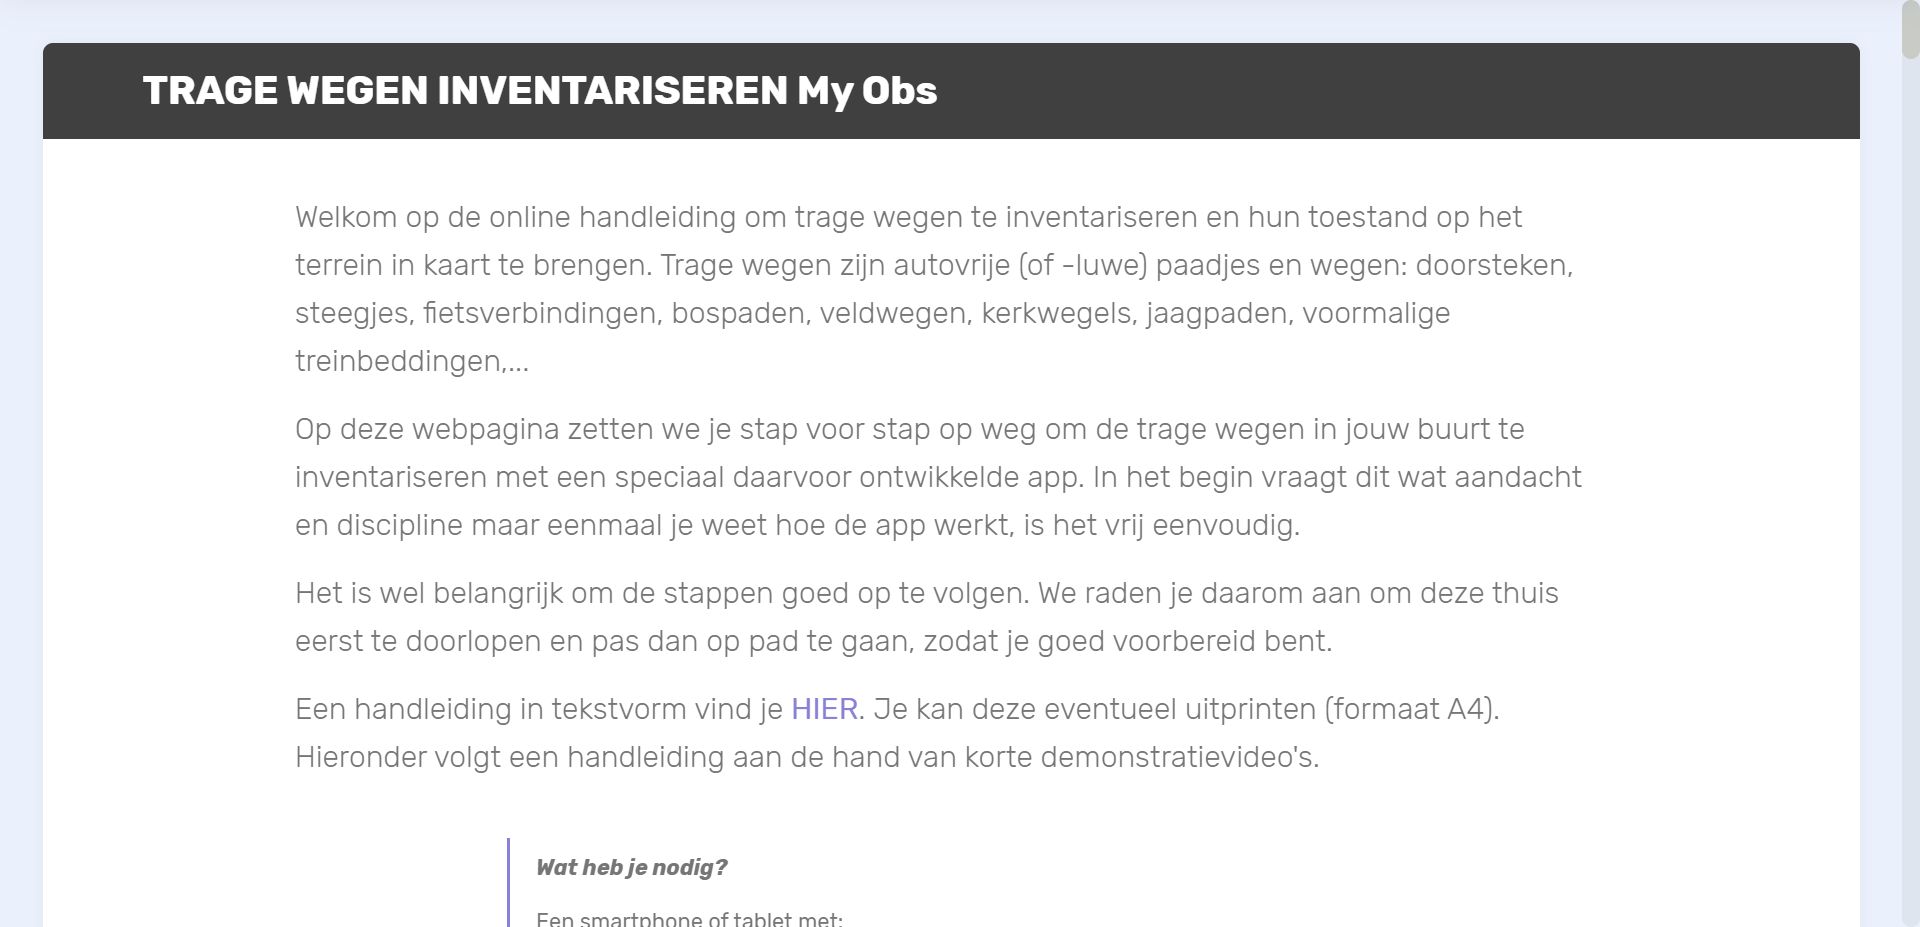 TRAGE WEGEN INVENTARISEREN My Obs
Welkom op de online handleiding om trage wegen te inventariseren en hun toestand op het
terrein in kaart te brengen. Trage wegen zijn autovrije (of -luwe) paadjes en wegen: doorsteken,
steegjes, fietsverbindingen, bospaden, veldwegen, kerkwegels, jaagpaden, voormalige
treinbeddingen,...
Op deze webpagina zetten we je stap voor stap op weg om de trage wegen in jouw buurt te
inventariseren met een speciaal daarvoor ontwikkelde app. In het begin vraagt dit wat aandacht
en discipline maar eenmaal je weet hoe de app werkt, is het vrij eenvoudig.
Het is wel belangrijk om de stappen goed op te volgen. We raden je daarom aan om deze thuis
eerst te doorlopen en pas dan op pad te gaan, zodat je goed voorbereid bent.
Een handleiding in tekstvorm vind je HIER. Je kan deze eventueel uitprinten (formaat A4).
Hieronder volgt een handleiding aan de hand van korte demonstratievideo's.
Wat heb je nodig?
Een smartphone of tablet met: